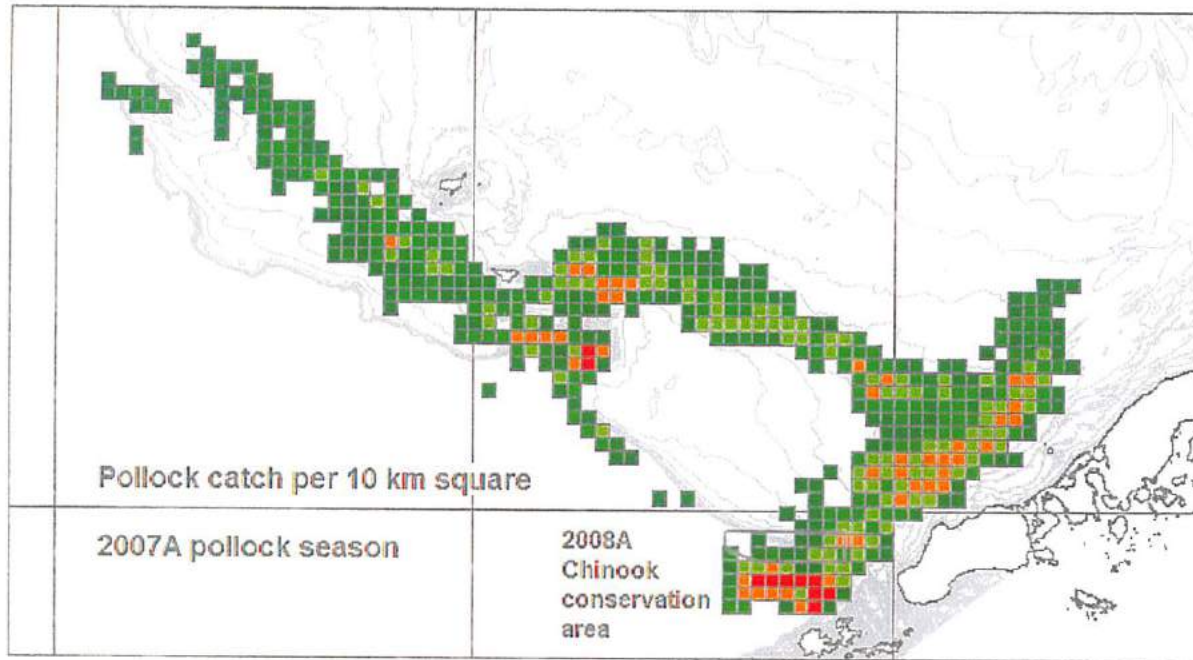 Pollock catch per 10 km square
2007A pollock season
2008A
Chinook
conservation
area